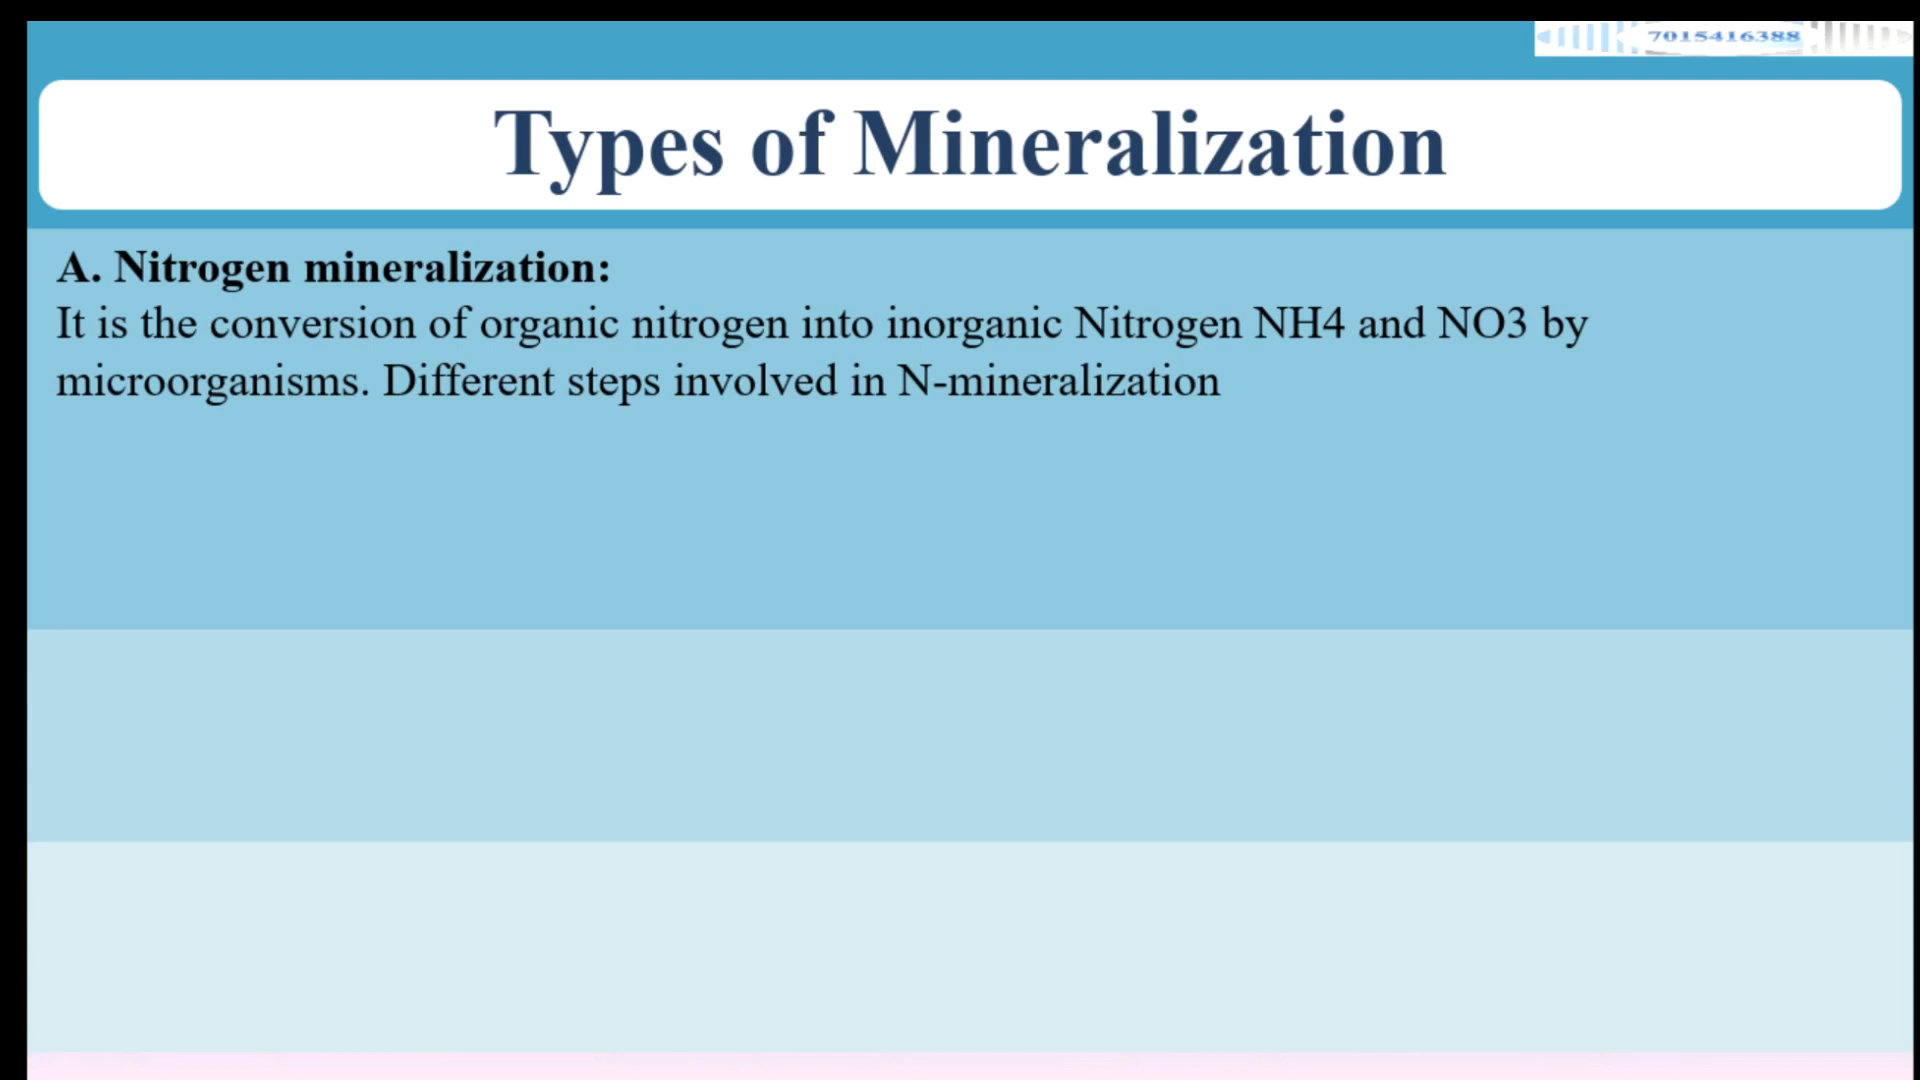 7015416388
Types of Mineralization
A. Nitrogen mineralization:
It is the conversion of organic nitrogen into inorganic Nitrogen NH4 and NO3 by
microorganisms. Different steps involved in N-mineralization